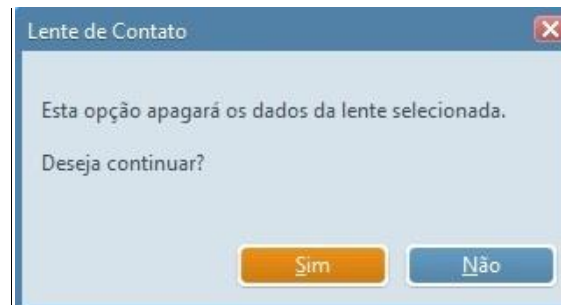 Lente de Contato
Esta opção apagará os dados da lente selecionada.
Deseja continuar?
Sim
Não